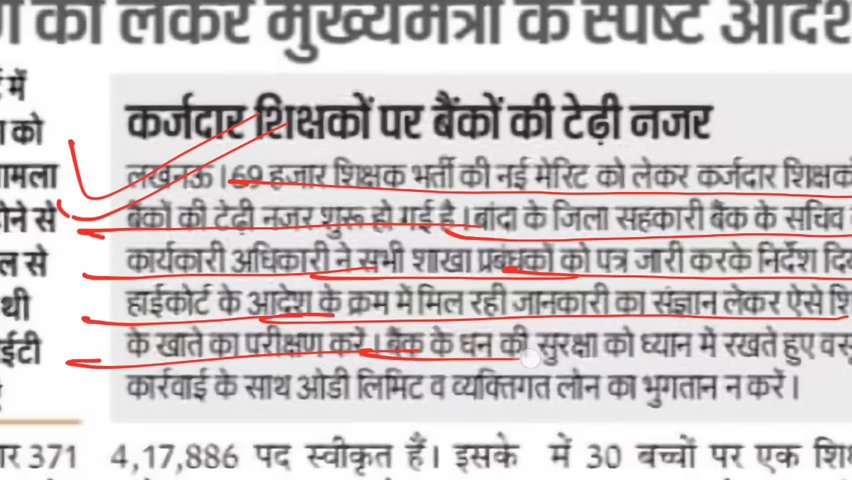 को लेकर मुख्यमंत्री के स्पष्ट आदेश
में
को
मामला
होने से
ल से
थी
ईटी
कर्जदार शिक्षकों पर बैंकों की टेढ़ी नजर
लखनऊ। 69 हजार शिक्षक भर्ती की नई मेरिट को लेकर कर्जदार शिक्षकों
बैंकों की टेढ़ी नजर शुरू हो गई है। बांदा के जिला सहकारी बैंक के सचिव
कार्यकारी अधिकारी ने सभी शाखा प्रबंधकों को पत्र जारी करके निर्देश
हाईकोर्ट के आदेश के क्रम में मिल रही जानकारी का संज्ञान लेकर ऐसे
के खाते का परीक्षण करें। बैंक के धन की सुरक्षा को ध्यान में रखते हुए
कार्रवाई के साथ ओडी लिमिट व व्यक्तिगत लोन का भुगतान न करें।
371
4,17,886 पद स्वीकृत हैं। इसके में 30 बच्चों पर एक